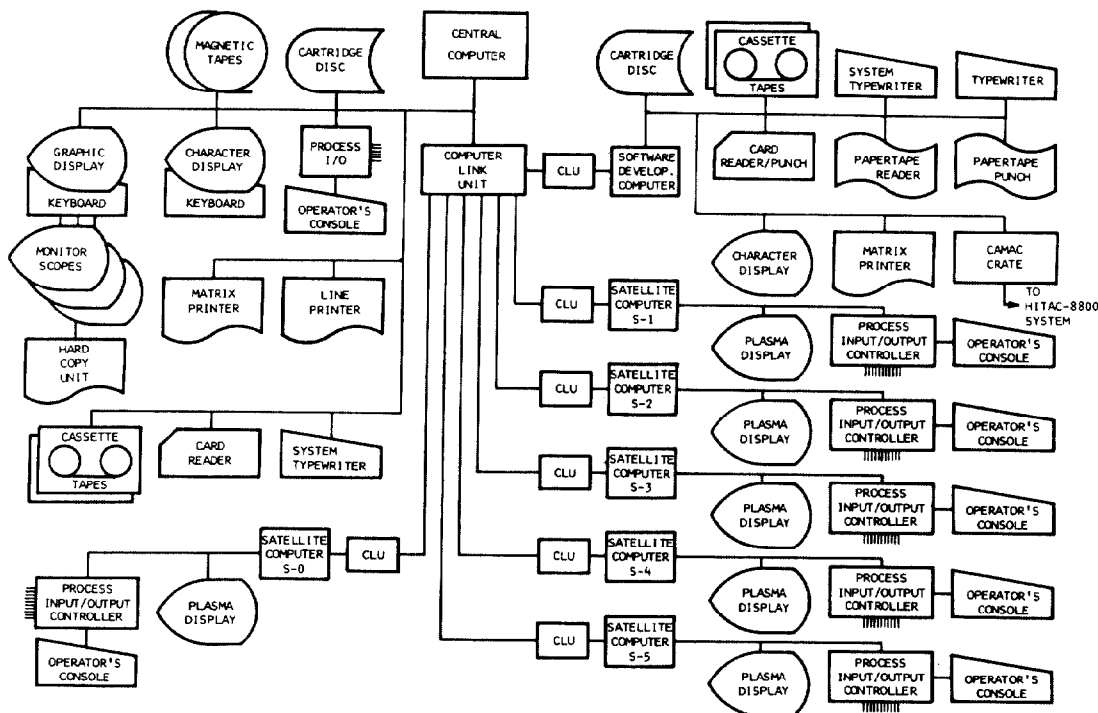 MAGNETIC
TAPES
CARTRIDGE
DISC
CENTRAL
COMPUTER
CARTRIDGE
DISC
CASSETTE
TAPES
SYSTEM
TYPEWRITER
TYPEWRITER
GRAPHIC
DISPLAY
KEYBOARD
CHARACTER
DISPLAY
KEYBOARD
PROCESS
I/O
OPERATOR'S
CONSOLE
COMPUTER
LINK
UNIT
CLU
SOFTWARE
DEVELOP.
COMPUTER
CARD
READER/PUNCH
PAPERTAPE
READER
PAPERTAPE
PUNCH
MONITOR
SCOPES
HARD
COPY
UNIT
MATRIX
PRINTER
LINE
PRINTER
CHARACTER
DISPLAY
MATRIX
PRINTER
CAMAC
CRATE
TO
HITAC-8800
SYSTEM
CLU
SATELLITE
COMPUTER
S-1
PLASMA
DISPLAY
PROCESS
INPUT/OUTPUT
CONTROLLER
OPERATOR'S
CONSOLE
CLU
SATELLITE
COMPUTER
S-2
PLASMA
DISPLAY
PROCESS
INPUT/OUTPUT
CONTROLLER
OPERATOR'S
CONSOLE
CASSETTE
TAPES
CARD
READER
SYSTEM
TYPEWRITER
CLU
SATELLITE
COMPUTER
S-3
PLASMA
DISPLAY
PROCESS
INPUT/OUTPUT
CONTROLLER
OPERATOR'S
CONSOLE
SATELLITE
COMPUTER
S-0
CLU
PROCESS
INPUT/OUTPUT
CONTROLLER
PLASMA
DISPLAY
OPERATOR'S
CONSOLE
CLU
SATELLITE
COMPUTER
S-4
PLASMA
DISPLAY
PROCESS
INPUT/OUTPUT
CONTROLLER
OPERATOR'S
CONSOLE
CLU
SATELLITE
COMPUTER
S-5
PLASMA
DISPLAY
PROCESS
INPUT/OUTPUT
CONTROLLER
OPERATOR'S
CONSOLE